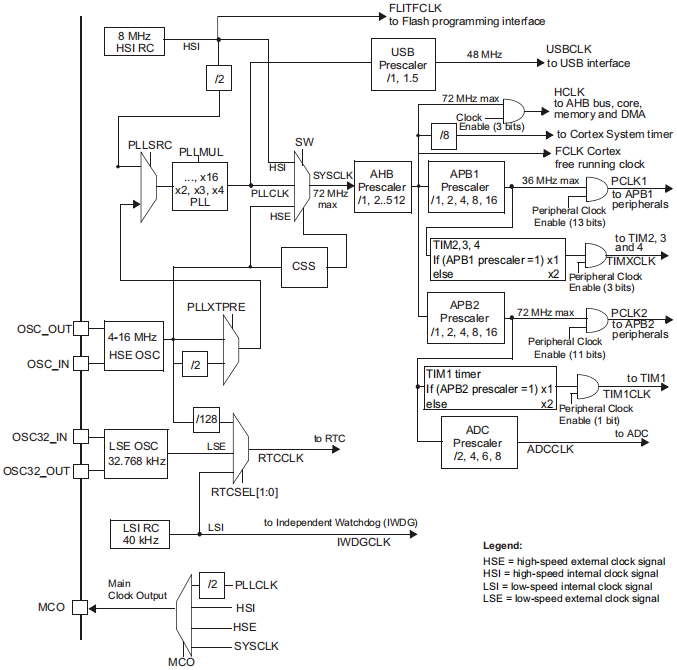 FLITFCLK
to Flash programming interface
8 MHz
HSI RC
HSI
/2
USB
Prescaler
/1, 1.5
48 MHz
USBCLK
to USB interface
HCLK
to AHB bus, core,
memory and DMA
72 MHz max
Clock
Enable (3 bits)
/8
to Cortex System timer
FCLK Cortex
free running clock
PLLSRC
PLLMUL
..., x16
x2, x3, x4
PLL
SW
HSI
PLLCLK
HSE
SYSCLK
72 MHz
max
AHB
Prescaler
/1, 2..512
APB1
Prescaler
/1, 2, 4, 8, 16
36 MHz max
PCLK1
to APB1
peripherals
Peripheral Clock
Enable (13 bits)
TIM2,3, 4
If (APB1 prescaler =1) x1
else x2
to TIM2, 3
and 4
TIMXCLK
Peripheral Clock
Enable (3 bits)
CSS
PLLXTPRE
OSC_OUT
OSC_IN
4-16 MHz
HSE OSC
/2
APB2
Prescaler
/1, 2, 4, 8, 16
72 MHz max
PCLK2
to APB2
peripherals
Peripheral Clock
Enable (11 bits)
TIM1 timer
If (APB2 prescaler =1) x1
else x2
to TIM1
TIM1CLK
Peripheral Clock
Enable (1 bit)
ADC
Prescaler
/2, 4, 6, 8
to ADC
ADCCLK
/128
OSC32_IN
OSC32_OUT
LSE OSC
32.768 kHz
LSE
to RTC
RTCCLK
RTCSEL[1:0]
LSI RC
40 kHz
LSI
to Independent Watchdog (IWDG)
IWDGCLK
Legend:
HSE = high-speed external clock signal
HSI = high-speed internal clock signal
LSI = low-speed internal clock signal
LSE = low-speed external clock signal
MCO
Main
Clock Output
/2
PLLCLK
HSI
HSE
SYSCLK
MCO